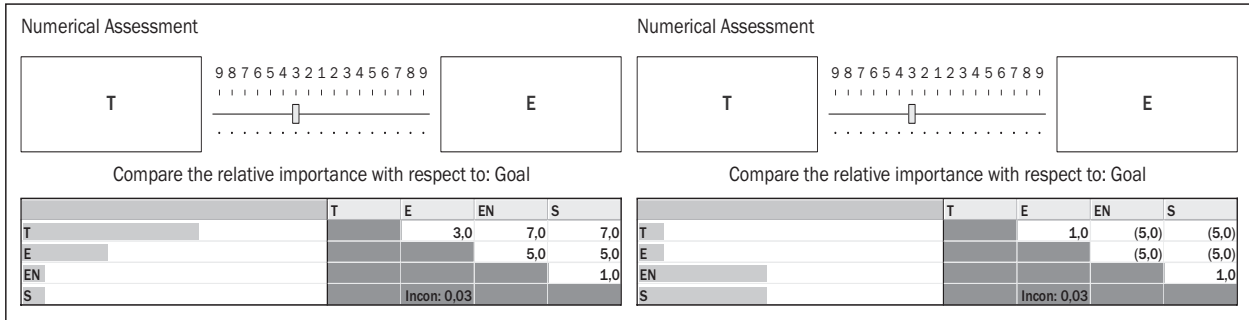 Numerical Assessment
T
9 8 7 6 5 4 3 2 1 2 3 4 5 6 7 8 9
E
Compare the relative importance with respect to: Goal
T E EN S
T 3,0 7,0 7,0
E 5,0 5,0
EN 1,0
S Incon: 0,03
Numerical Assessment
T
9 8 7 6 5 4 3 2 1 2 3 4 5 6 7 8 9
E
Compare the relative importance with respect to: Goal
T E EN S
T 1,0 (5,0) (5,0)
E (5,0) (5,0)
EN 1,0
S Incon: 0,03